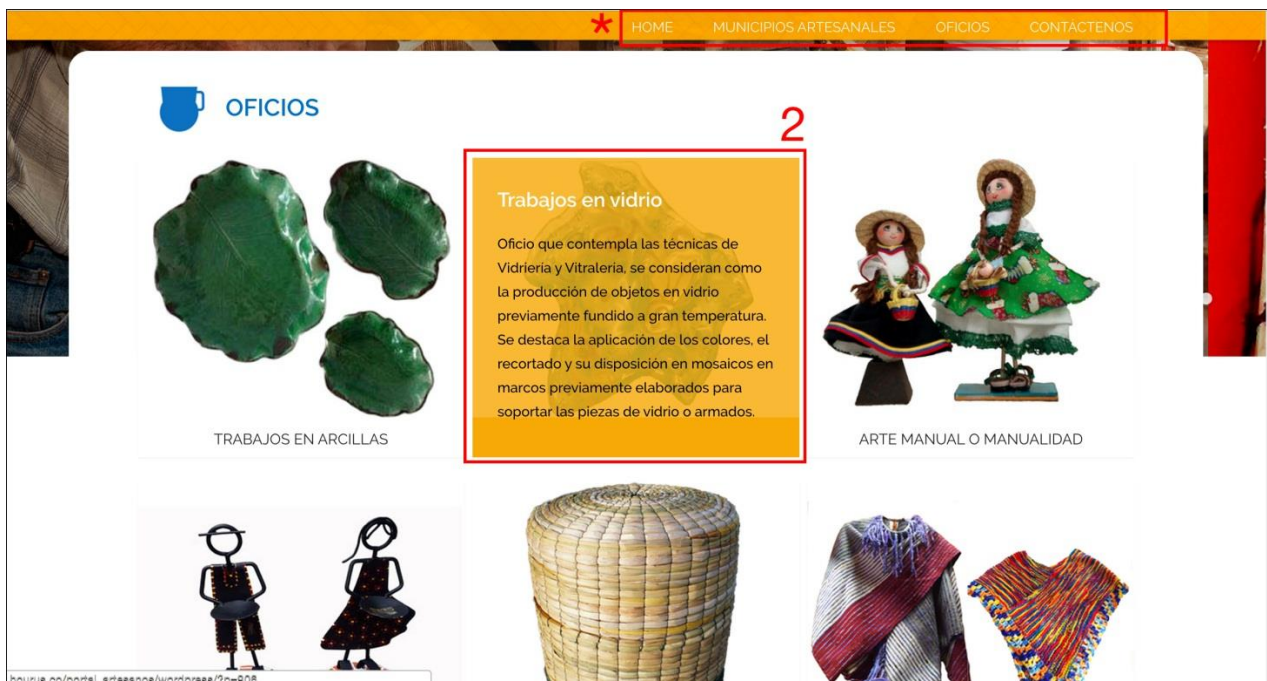 * HOME MUNICIPIOS ARTESANALES OFICIOS CONTÁCTENOS
OFICIOS
2
Trabajos en vidrio
Oficio que contempla las técnicas de
Vidriería y Vitralería, se consideran como
la producción de objetos en vidrio
previamente fundido a gran temperatura.
Se destaca la aplicación de los colores, el
recortado y su disposición en mosaicos en
marcos previamente elaborados para
soportar las piezas de vidrio o armados.
TRABAJOS EN ARCILLAS
ARTE MANUAL O MANUALIDAD